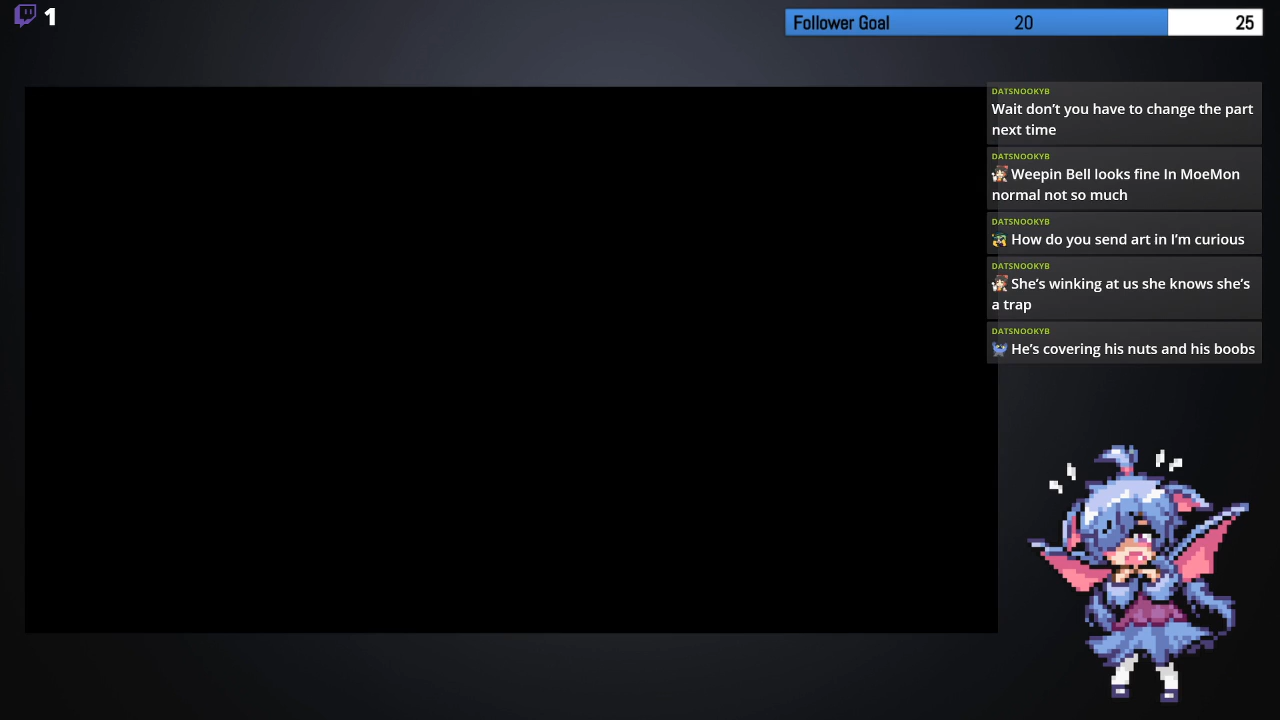 1
Follower Goal 20 25
DATSNOOKYB
Wait don’t you have to change the part
next time
DATSNOOKYB
Weepin Bell looks fine In MoeMon
normal not so much
DATSNOOKYB
How do you send art in I’m curious
DATSNOOKYB
She’s winking at us she knows she’s
a trap
DATSNOOKYB
He’s covering his nuts and his boobs